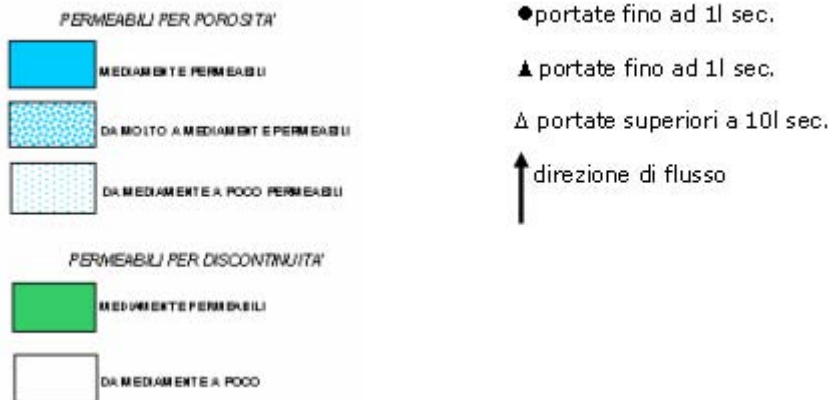 PERMEABILI PER POROSITA'
MEDIAMENTE PERMEABILI
DA MOLTO A MEDIAMENTE PERMEABILI
DA MEDIAMENTE A POCO PERMEABILI
PERMEABILI PER DISCONTINUITA'
MEDIAMENTE PERMEABILI
DA MEDIAMENTE A POCO
portate fino ad 1l sec.
portate fino ad 1l sec.
portate superiori a 10l sec.
direzione di flusso